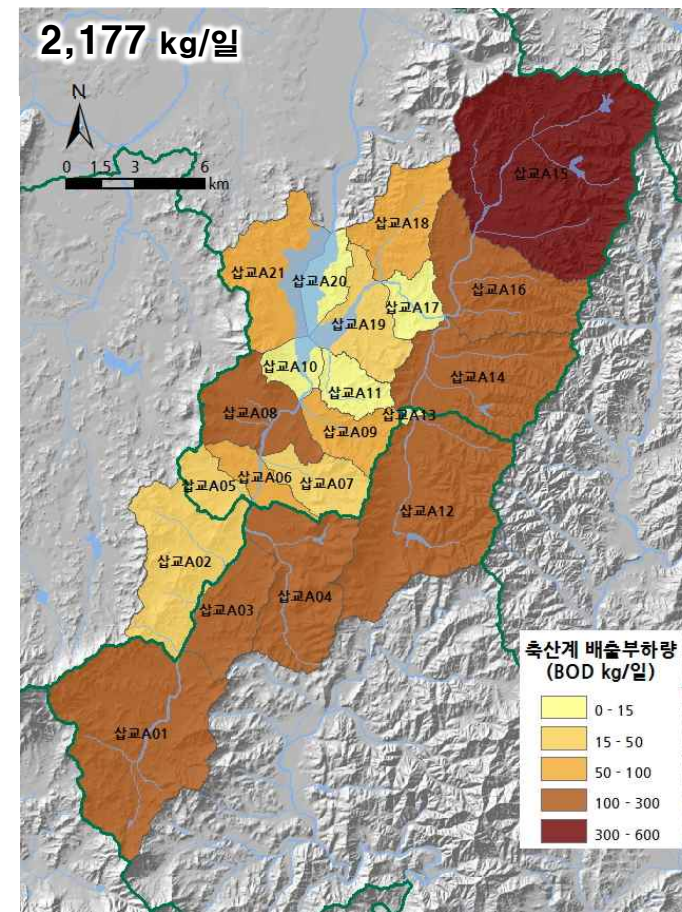 2,177 kg/일
N
0 1.5 3 6
km
삽교A15
삽교A18
삽교A21
삽교A20
삽교A16
삽교A17
삽교A19
삽교A10
삽교A14
삽교A11
삽교A08
삽교A13
삽교A09
삽교A06
삽교A07
삽교A05
삽교A12
삽교A02
삽교A04
삽교A03
삽교A01
축산계 배출부하량
(BOD kg/일)
0 - 15
15 - 50
50 - 100
100 - 300
300 - 600